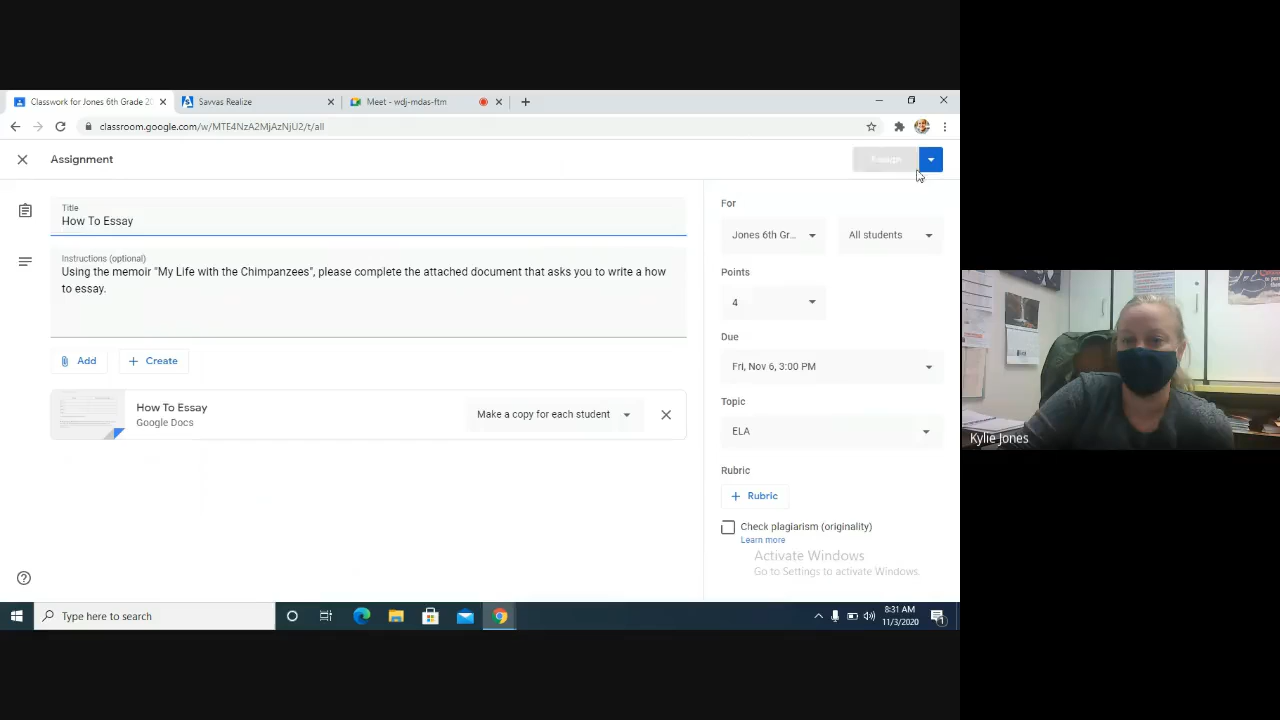 Classwork for Jones 6th Grade 20
Savvas Realize
Meet - wdj-mdas-ftm
classroom.google.com/w/MTE4NzA2MjAzNjU2/t/all
Assignment
Assign
Title
How To Essay
Instructions (optional)
Using the memoir "My Life with the Chimpanzees", please complete the attached document that asks you to write a how
to essay.
Add
Create
How To Essay
Google Docs
Make a copy for each student
For
Jones 6th Gr...
All students
Points
4
Due
Fri, Nov 6, 3:00 PM
Topic
ELA
Rubric
Rubric
Check plagiarism (originality)
Learn more
Activate Windows
Go to Settings to activate Windows.
Type here to search
8:31 AM
11/3/2020
1
Kylie Jones